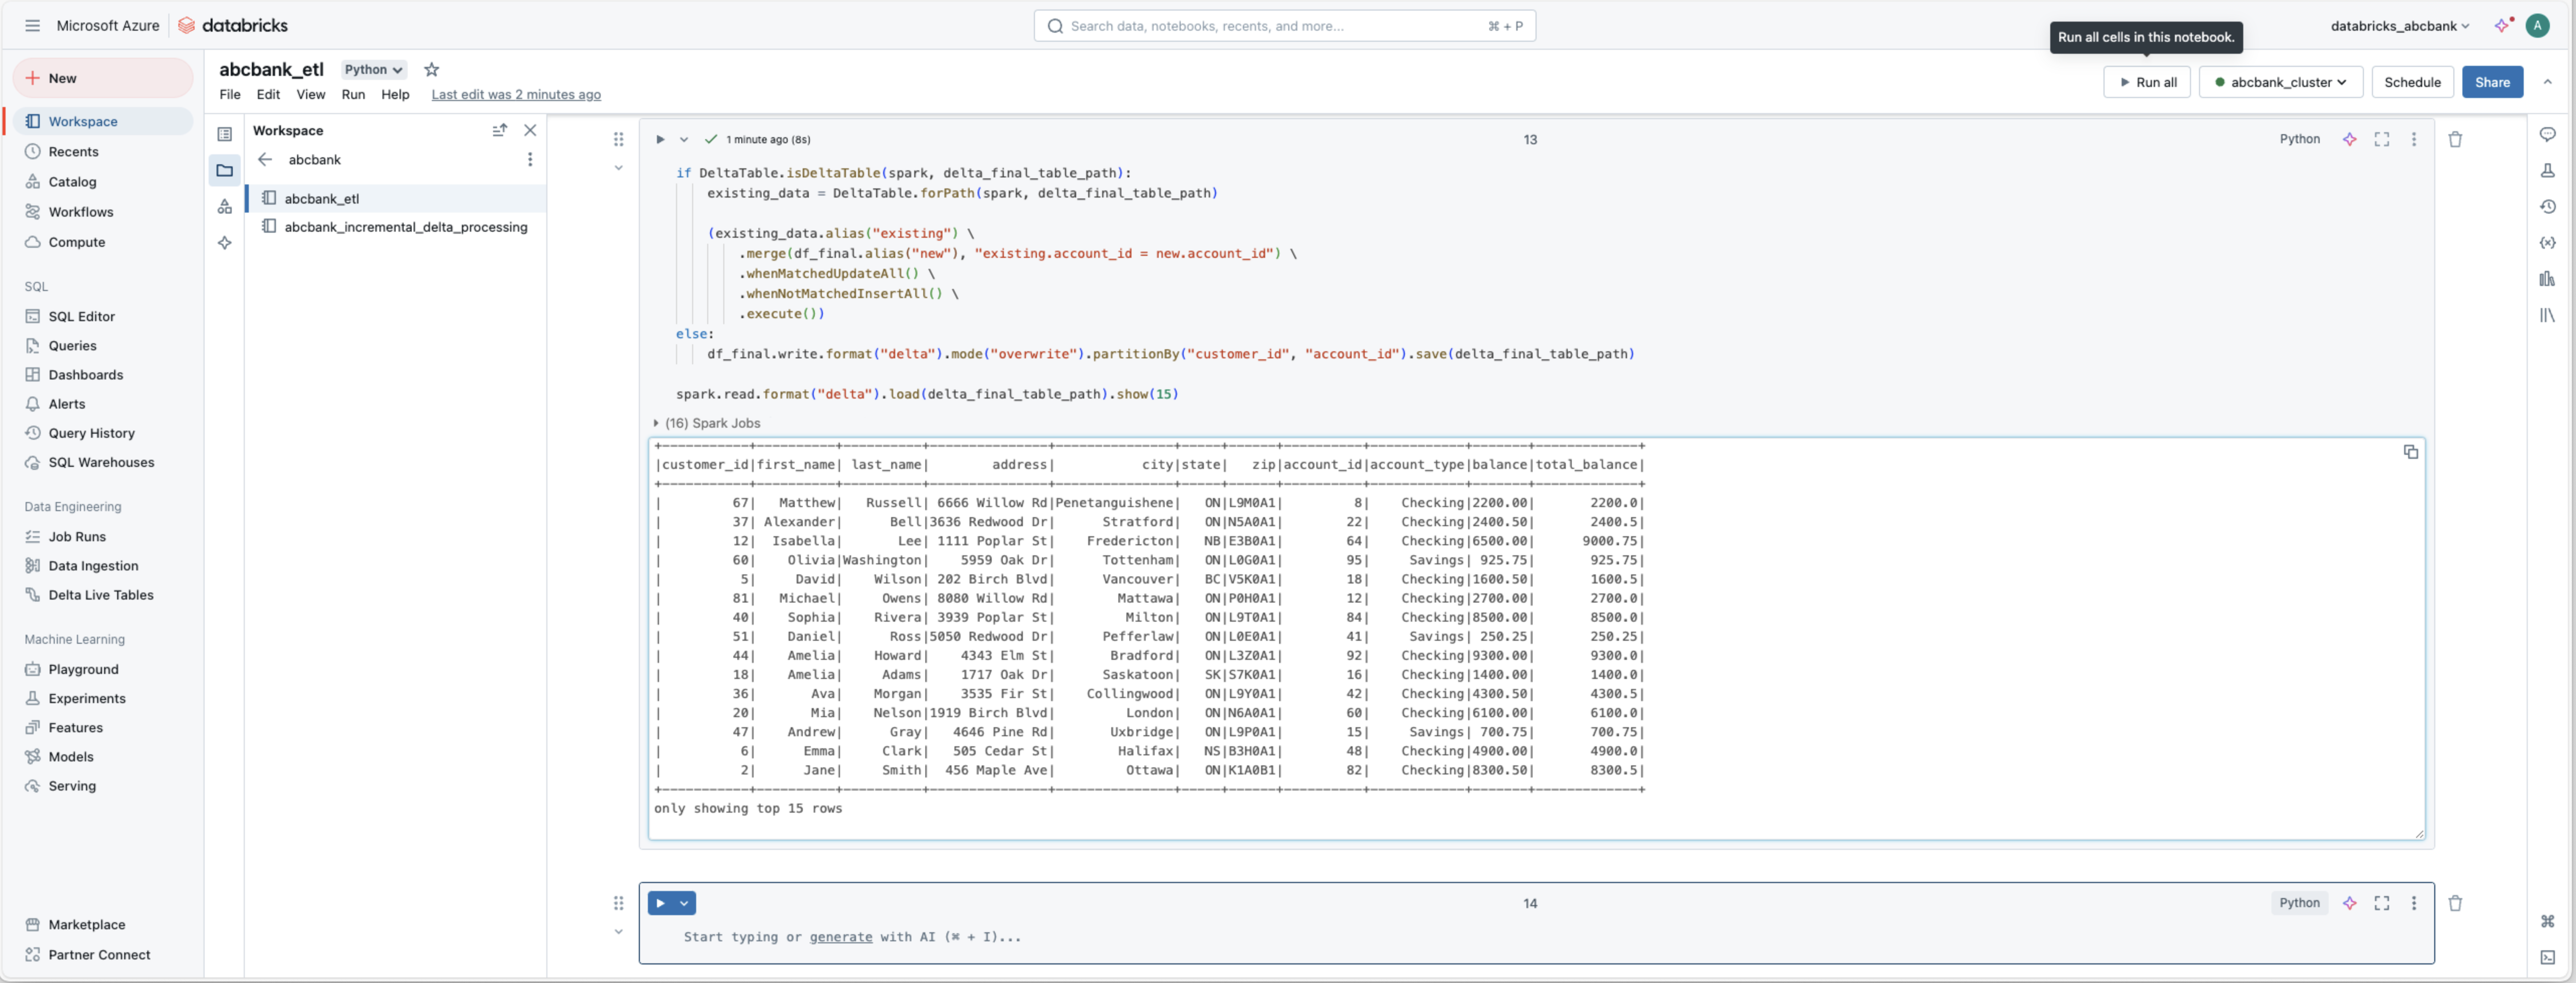 Microsoft Azure databricks Search data, notebooks, recents, and more... ⌘ + P databricks_abcbank A
Run all cells in this notebook.
New
Workspace
Recents
Catalog
Workflows
Compute
SQL
SQL Editor
Queries
Dashboards
Alerts
Query History
SQL Warehouses
Data Engineering
Job Runs
Data Ingestion
Delta Live Tables
Machine Learning
Playground
Experiments
Features
Models
Serving
Marketplace
Partner Connect
abcbank_etl Python
File Edit View Run Help Last edit was 2 minutes ago
Run all abcbank_cluster Schedule Share
Workspace
abcbank
abcbank_etl
abcbank_incremental_delta_processing
1 minute ago (8s) 13 Python
if DeltaTable.isDeltaTable(spark, delta_final_table_path):
    existing_data = DeltaTable.forPath(spark, delta_final_table_path)
    (existing_data.alias("existing") \
        .merge(df_final.alias("new"), "existing.account_id = new.account_id") \
        .whenMatchedUpdateAll() \
        .whenNotMatchedInsertAll() \
        .execute())
else:
    df_final.write.format("delta").mode("overwrite").partitionBy("customer_id", "account_id").save(delta_final_table_path)
spark.read.format("delta").load(delta_final_table_path).show(15)
(16) Spark Jobs
+-----------+----------+----------+---------------+---------------+-----+------+----------+------------+-------+-------------+
|customer_id|first_name| last_name|        address|           city|state|   zip|account_id|account_type|balance|total_balance|
+-----------+----------+----------+---------------+---------------+-----+------+----------+------------+-------+-------------+
|         67|   Matthew|   Russell| 6666 Willow Rd|Penetanguishene|   ON|L9M0A1|         8|    Checking|2200.00|       2200.0|
|         37| Alexander|      Bell|3636 Redwood Dr|      Stratford|   ON|N5A0A1|        22|    Checking|2400.50|       2400.5|
|         12|  Isabella|       Lee| 1111 Poplar St|    Fredericton|   NB|E3B0A1|        64|    Checking|6500.00|      9000.75|
|         60|    Olivia|Washington|    5959 Oak Dr|      Tottenham|   ON|L0G0A1|        95|     Savings| 925.75|       925.75|
|          5|     David|    Wilson| 202 Birch Blvd|      Vancouver|   BC|V5K0A1|        18|    Checking|1600.50|       1600.5|
|         81|   Michael|     Owens| 8080 Willow Rd|        Mattawa|   ON|P0H0A1|        12|    Checking|2700.00|       2700.0|
|         40|    Sophia|    Rivera| 3939 Poplar St|         Milton|   ON|L9T0A1|        84|    Checking|8500.00|       8500.0|
|         51|    Daniel|      Ross|5050 Redwood Dr|      Pefferlaw|   ON|L0E0A1|        41|     Savings| 250.25|       250.25|
|         44|    Amelia|    Howard|    4343 Elm St|       Bradford|   ON|L3Z0A1|        92|    Checking|9300.00|       9300.0|
|         18|    Amelia|     Adams|    1717 Oak Dr|      Saskatoon|   SK|S7K0A1|        16|    Checking|1400.00|       1400.0|
|         36|       Ava|    Morgan|    3535 Fir St|    Collingwood|   ON|L9Y0A1|        42|    Checking|4300.50|       4300.5|
|         20|       Mia|    Nelson|1919 Birch Blvd|         London|   ON|N6A0A1|        60|    Checking|6100.00|       6100.0|
|         47|    Andrew|      Gray|   4646 Pine Rd|       Uxbridge|   ON|L9P0A1|        15|     Savings| 700.75|       700.75|
|          6|      Emma|     Clark|   505 Cedar St|        Halifax|   NS|B3H0A1|        48|    Checking|4900.00|       4900.0|
|          2|      Jane|     Smith|  456 Maple Ave|         Ottawa|   ON|K1A0B1|        82|    Checking|8300.50|       8300.5|
+-----------+----------+----------+---------------+---------------+-----+------+----------+------------+-------+-------------+
only showing top 15 rows
14 Python
Start typing or generate with AI (⌘ + I)...